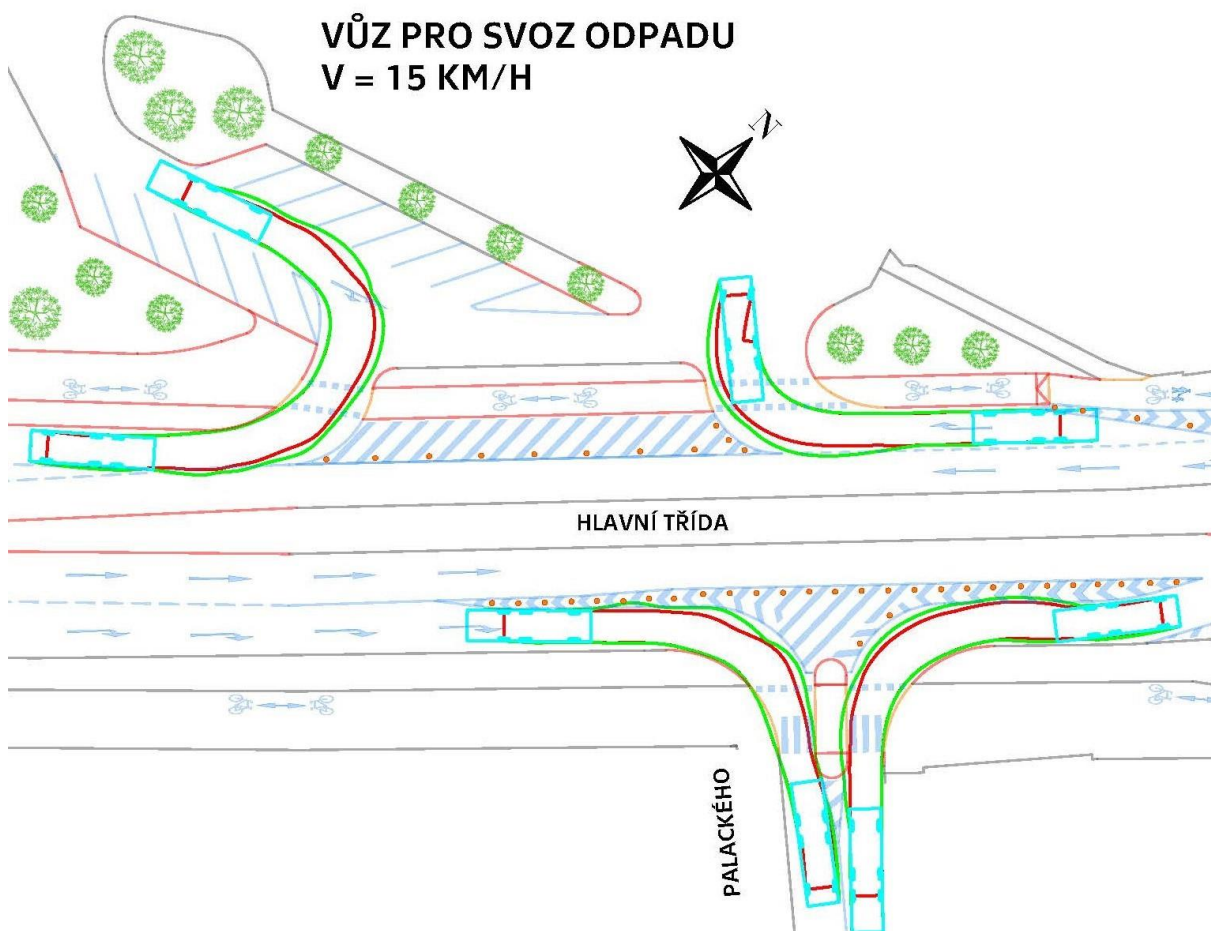 VŮZ PRO SVOZ ODPADU
V = 15 KM/H
N
HLAVNÍ TŘÍDA
PALACKÉHO